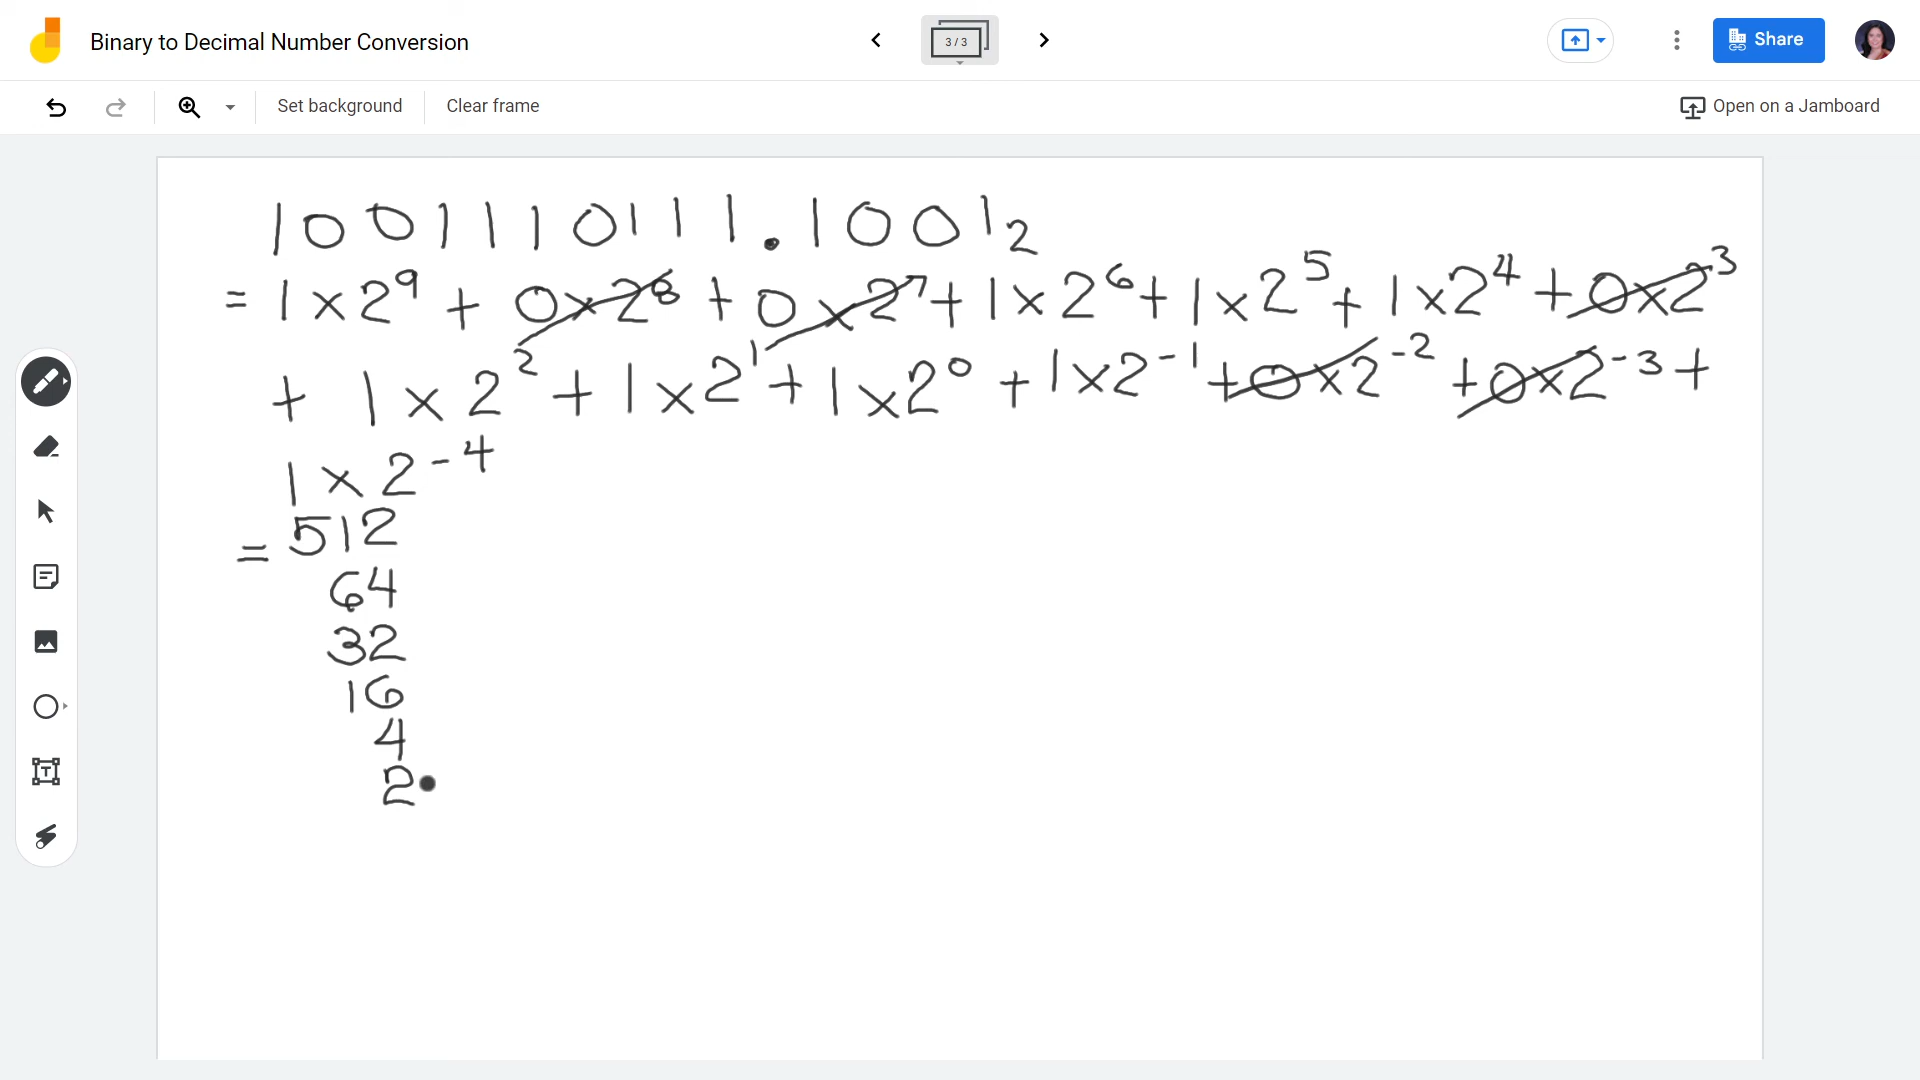 Binary to Decimal Number Conversion
3 / 3
Share
Set background
Clear frame
Open on a Jamboard
1001110111.1001₂
= 1 x 2⁹ + 0 x 2⁸ + 0 x 2⁷ + 1 x 2⁶ + 1 x 2⁵ + 1 x 2⁴ + 0 x 2³
+ 1 x 2² + 1 x 2¹ + 1 x 2⁰ + 1 x 2⁻¹ + 0 x 2⁻² + 0 x 2⁻³ +
1 x 2⁻⁴
= 512
64
32
16
4
2